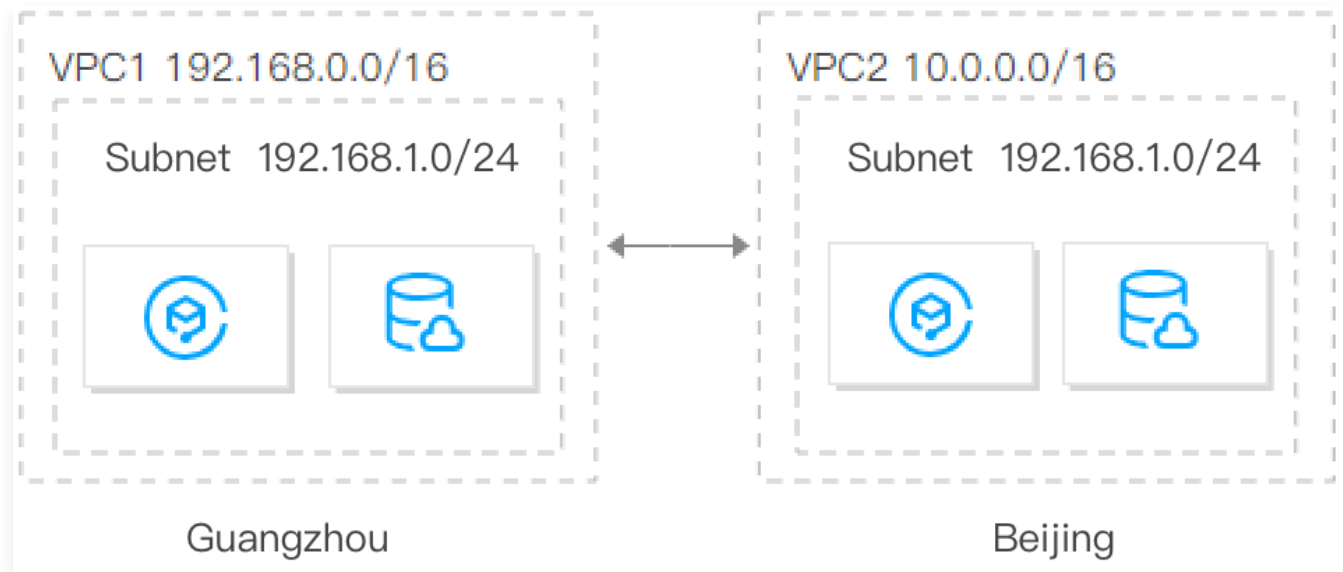 VPC1 192.168.0.0/16
Subnet 192.168.1.0/24
Guangzhou
VPC2 10.0.0.0/16
Subnet 192.168.1.0/24
Beijing